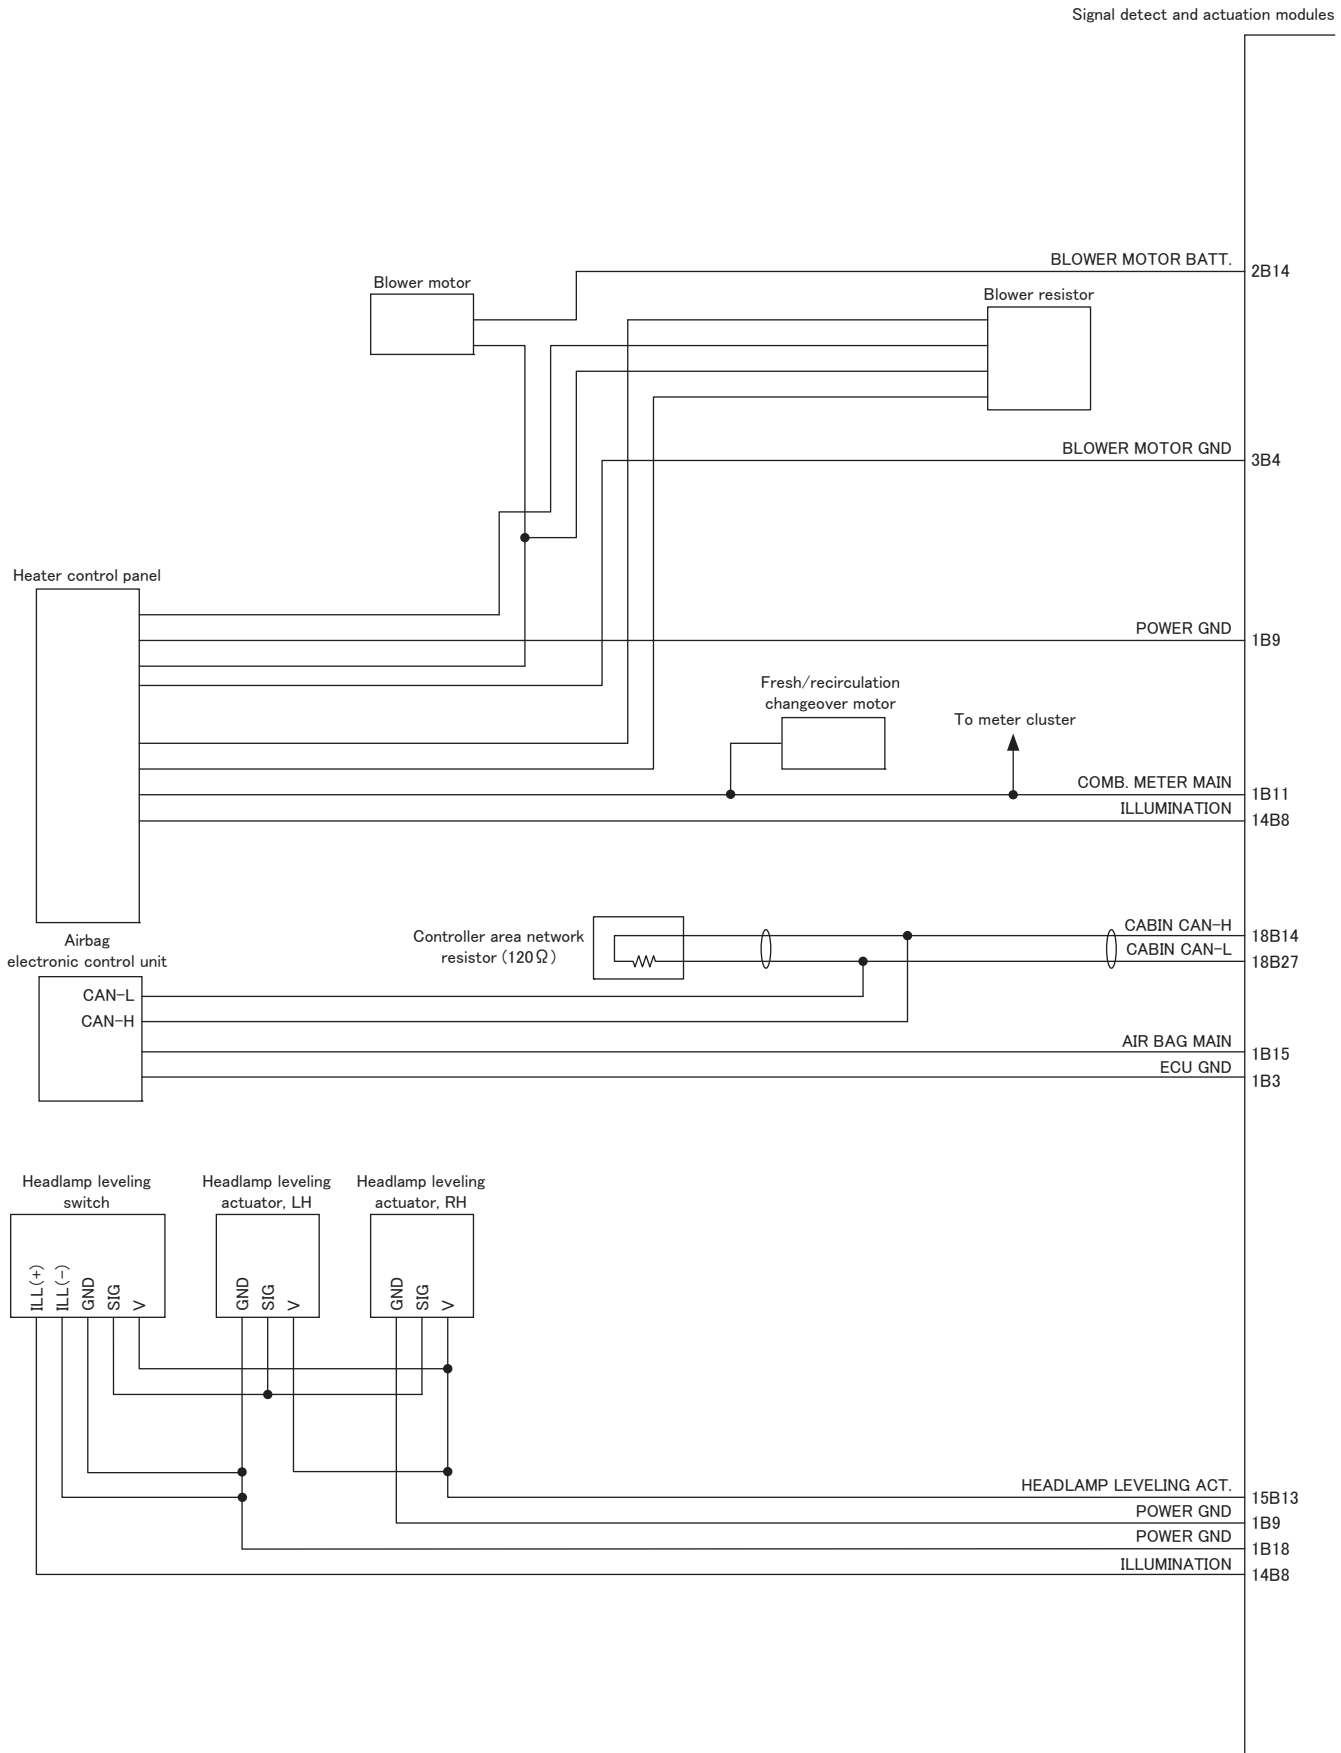 Signal detect and actuation modules
BLOWER MOTOR BATT.
2B14
Blower motor
Blower resistor
BLOWER MOTOR GND
3B4
Heater control panel
POWER GND
1B9
Fresh/recirculation
changeover motor
To meter cluster
COMB. METER MAIN
1B11
ILLUMINATION
14B8
Controller area network
resistor (120Ω)
CABIN CAN-H
18B14
CABIN CAN-L
18B27
Airbag
electronic control unit
CAN-L
CAN-H
AIR BAG MAIN
1B15
ECU GND
1B3
Headlamp leveling
switch
ILL(+)
ILL(-)
GND
SIG
V
Headlamp leveling
actuator, LH
GND
SIG
V
Headlamp leveling
actuator, RH
GND
SIG
V
HEADLAMP LEVELING ACT.
15B13
POWER GND
1B9
POWER GND
1B18
ILLUMINATION
14B8